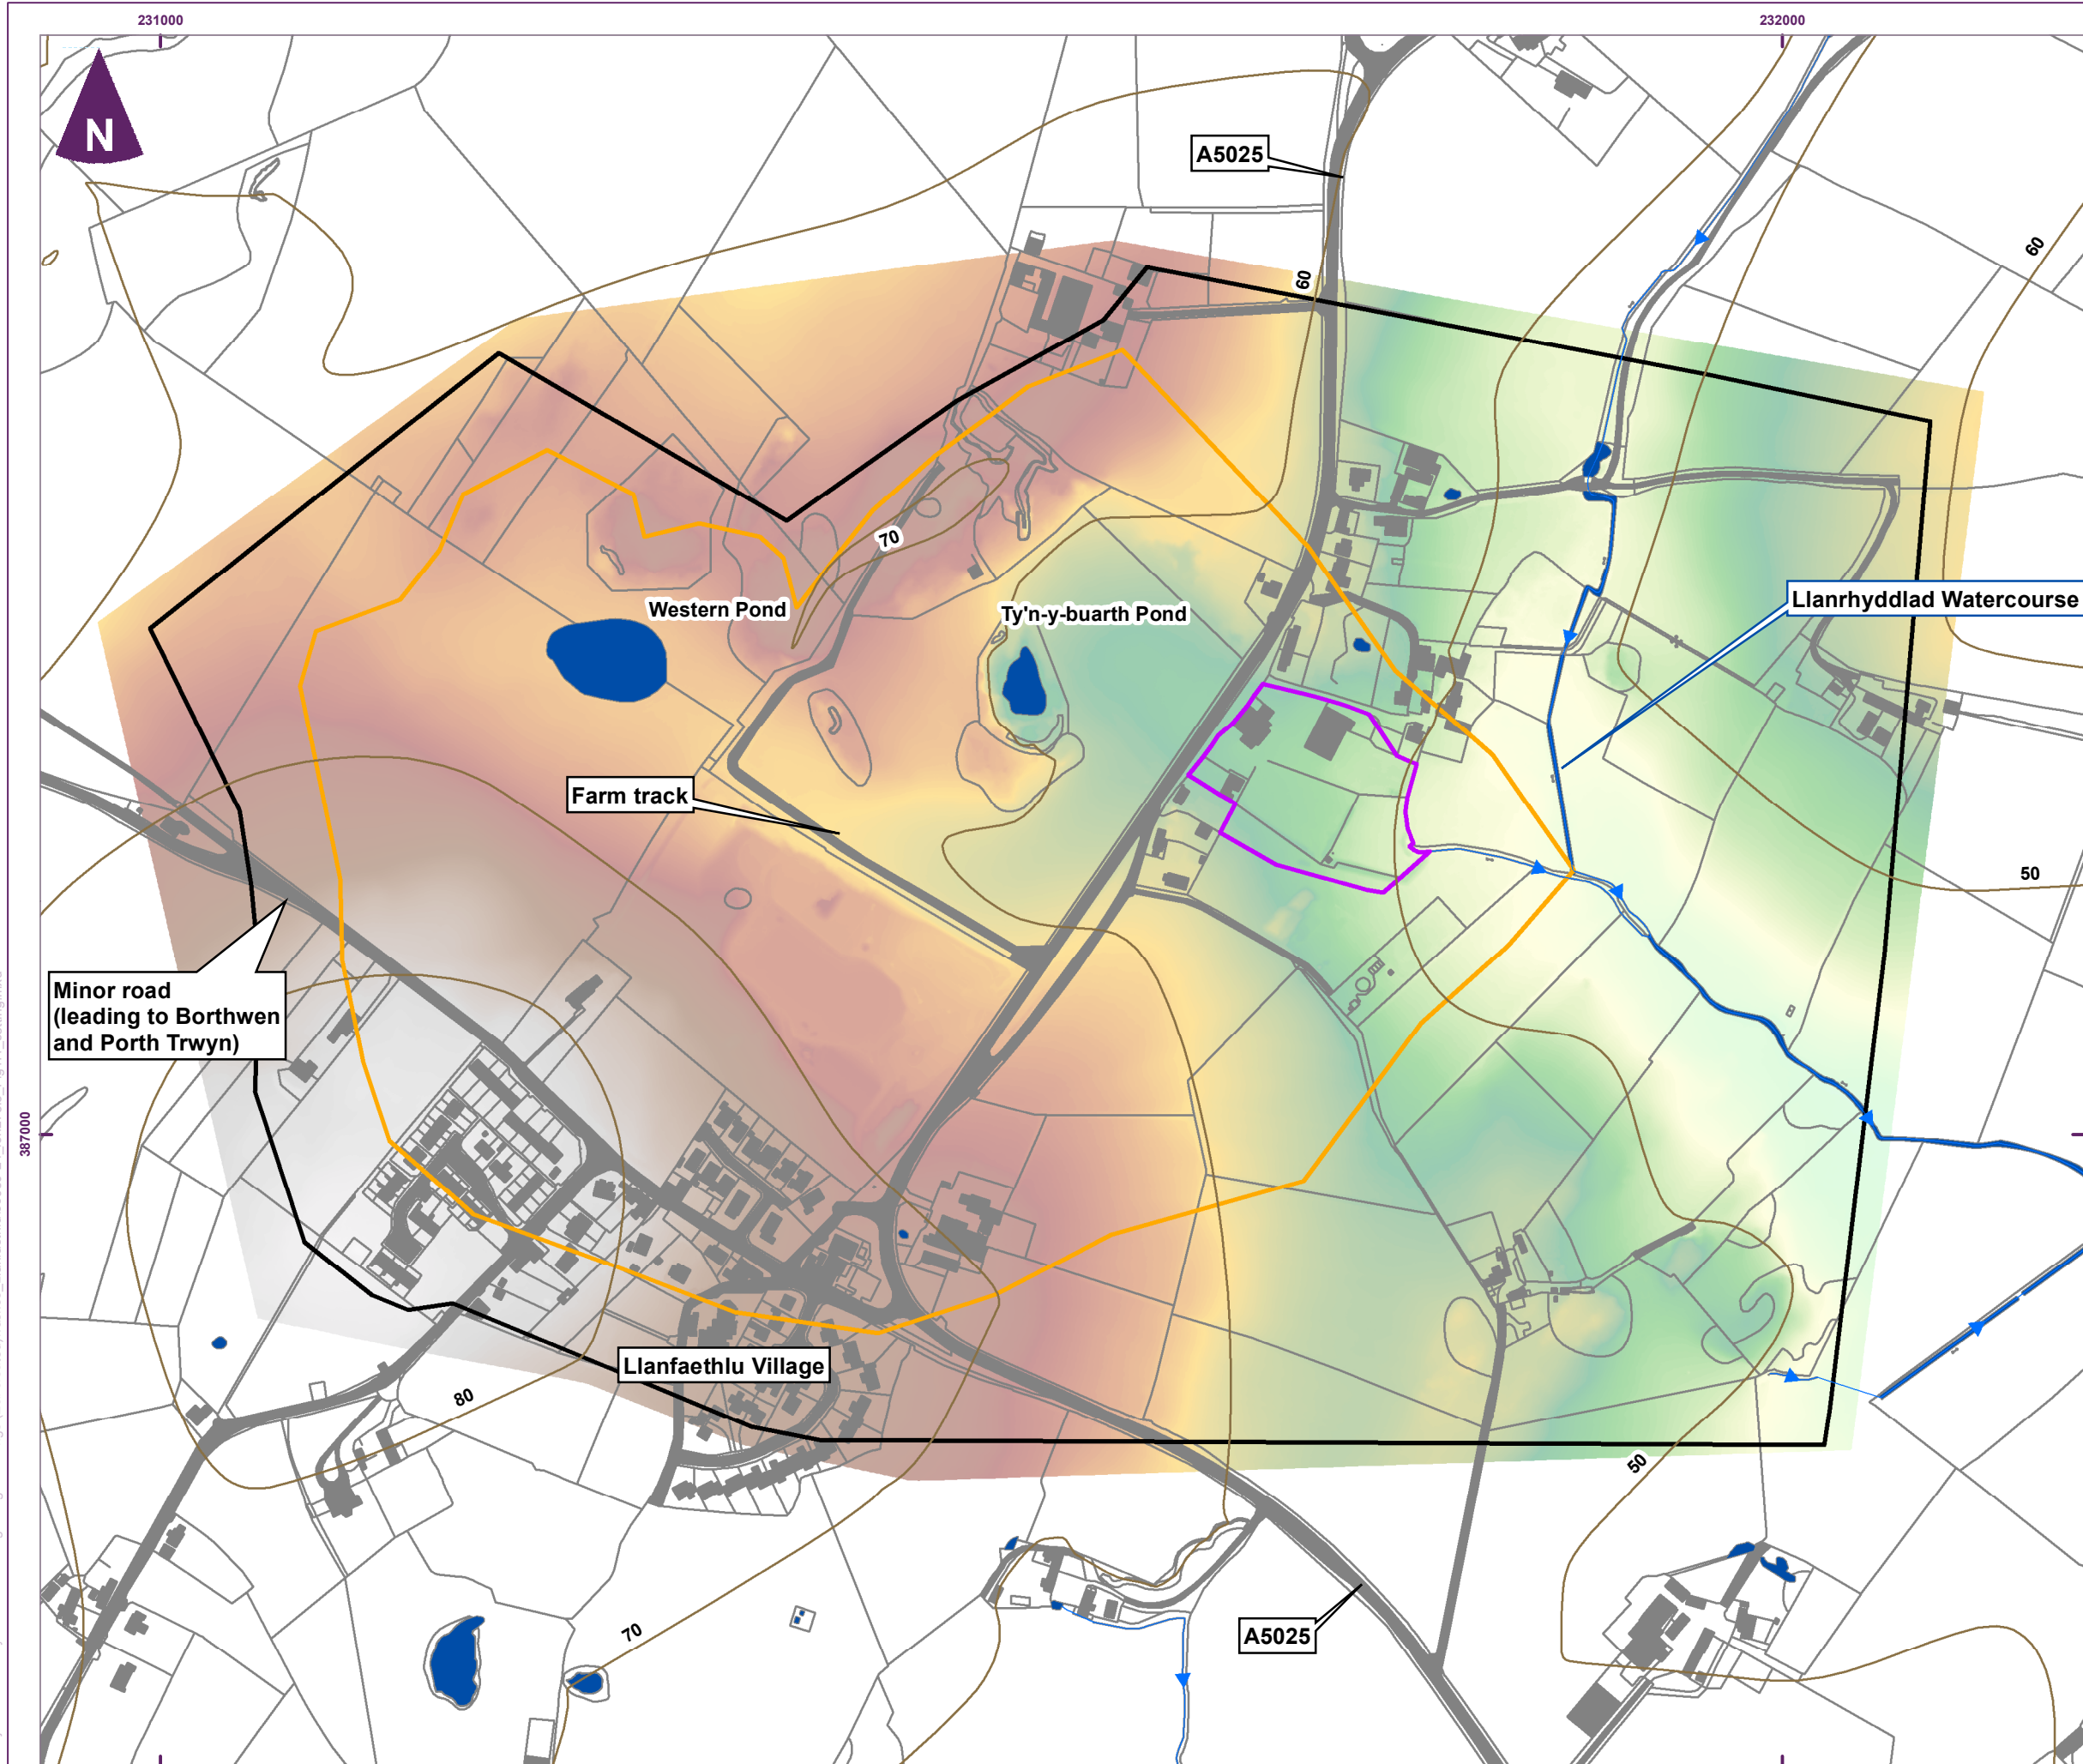 231000
232000
N
A5025
60
60
70
Western Pond
Ty'n-y-buarth Pond
Llanrhyddlad Watercourse
Farm track
50
Minor road
(leading to Borthwen
and Porth Trwyn)
387000
Llanfaethlu Village
80
50
70
A5025